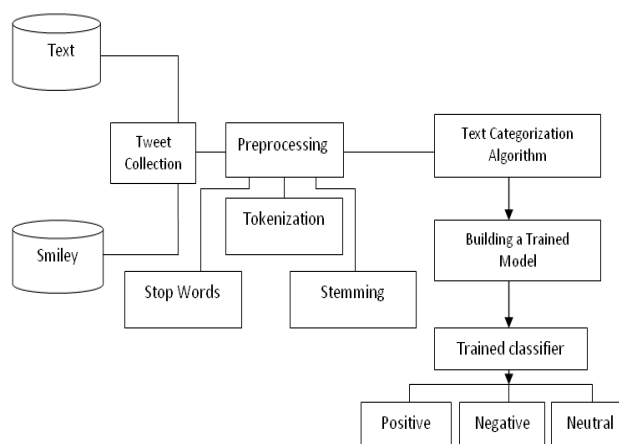 Text
Tweet
Collection
Preprocessing
Text Categorization
Algorithm
Tokenization
Smiley
Stop Words
Stemming
Building a Trained
Model
Trained classifier
Positive
Negative
Neutral